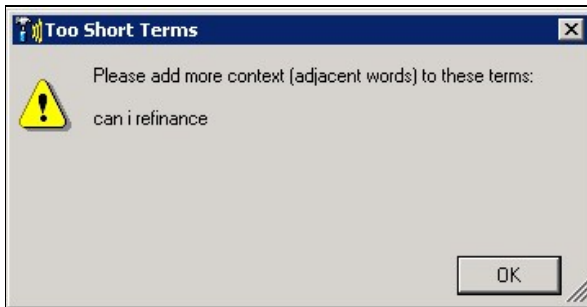 Too Short Terms
Please add more context (adjacent words) to these terms:
can i refinance
OK